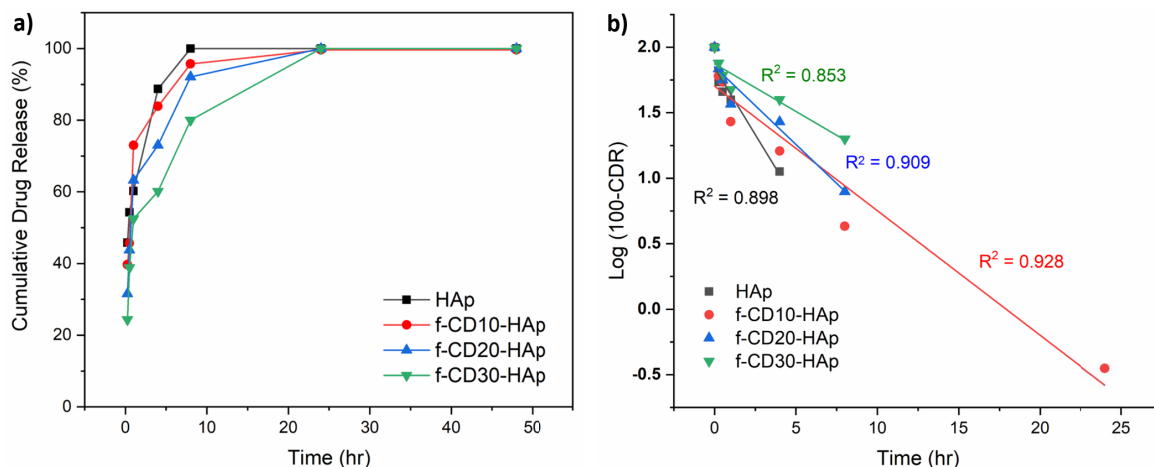 a)
Cumulative Drug Release (%)
100
80
60
40
20
0
HAp
f-CD10-HAp
f-CD20-HAp
f-CD30-HAp
0 10 20 30 40 50
Time (hr)
b)
Log (100-CDR)
2.0
1.5
1.0
0.5
0.0
-0.5
R² = 0.853
R² = 0.909
R² = 0.898
R² = 0.928
HAp
f-CD10-HAp
f-CD20-HAp
f-CD30-HAp
0 5 10 15 20 25
Time (hr)